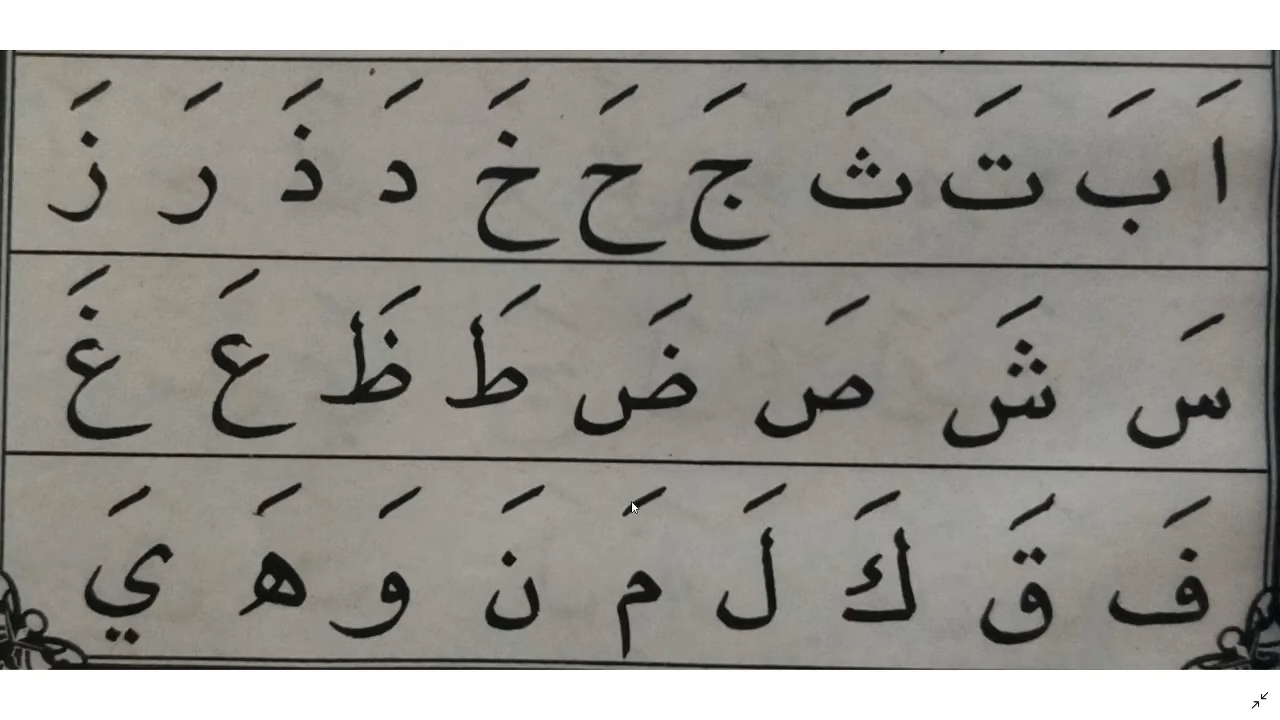 اَ بَ تَ ثَ جَ حَ خَ دَ ذَ رَ زَ
سَ شَ صَ ضَ طَ ظَ عَ غَ
فَ قَ كَ لَ مَ نَ وَ هَ يَ